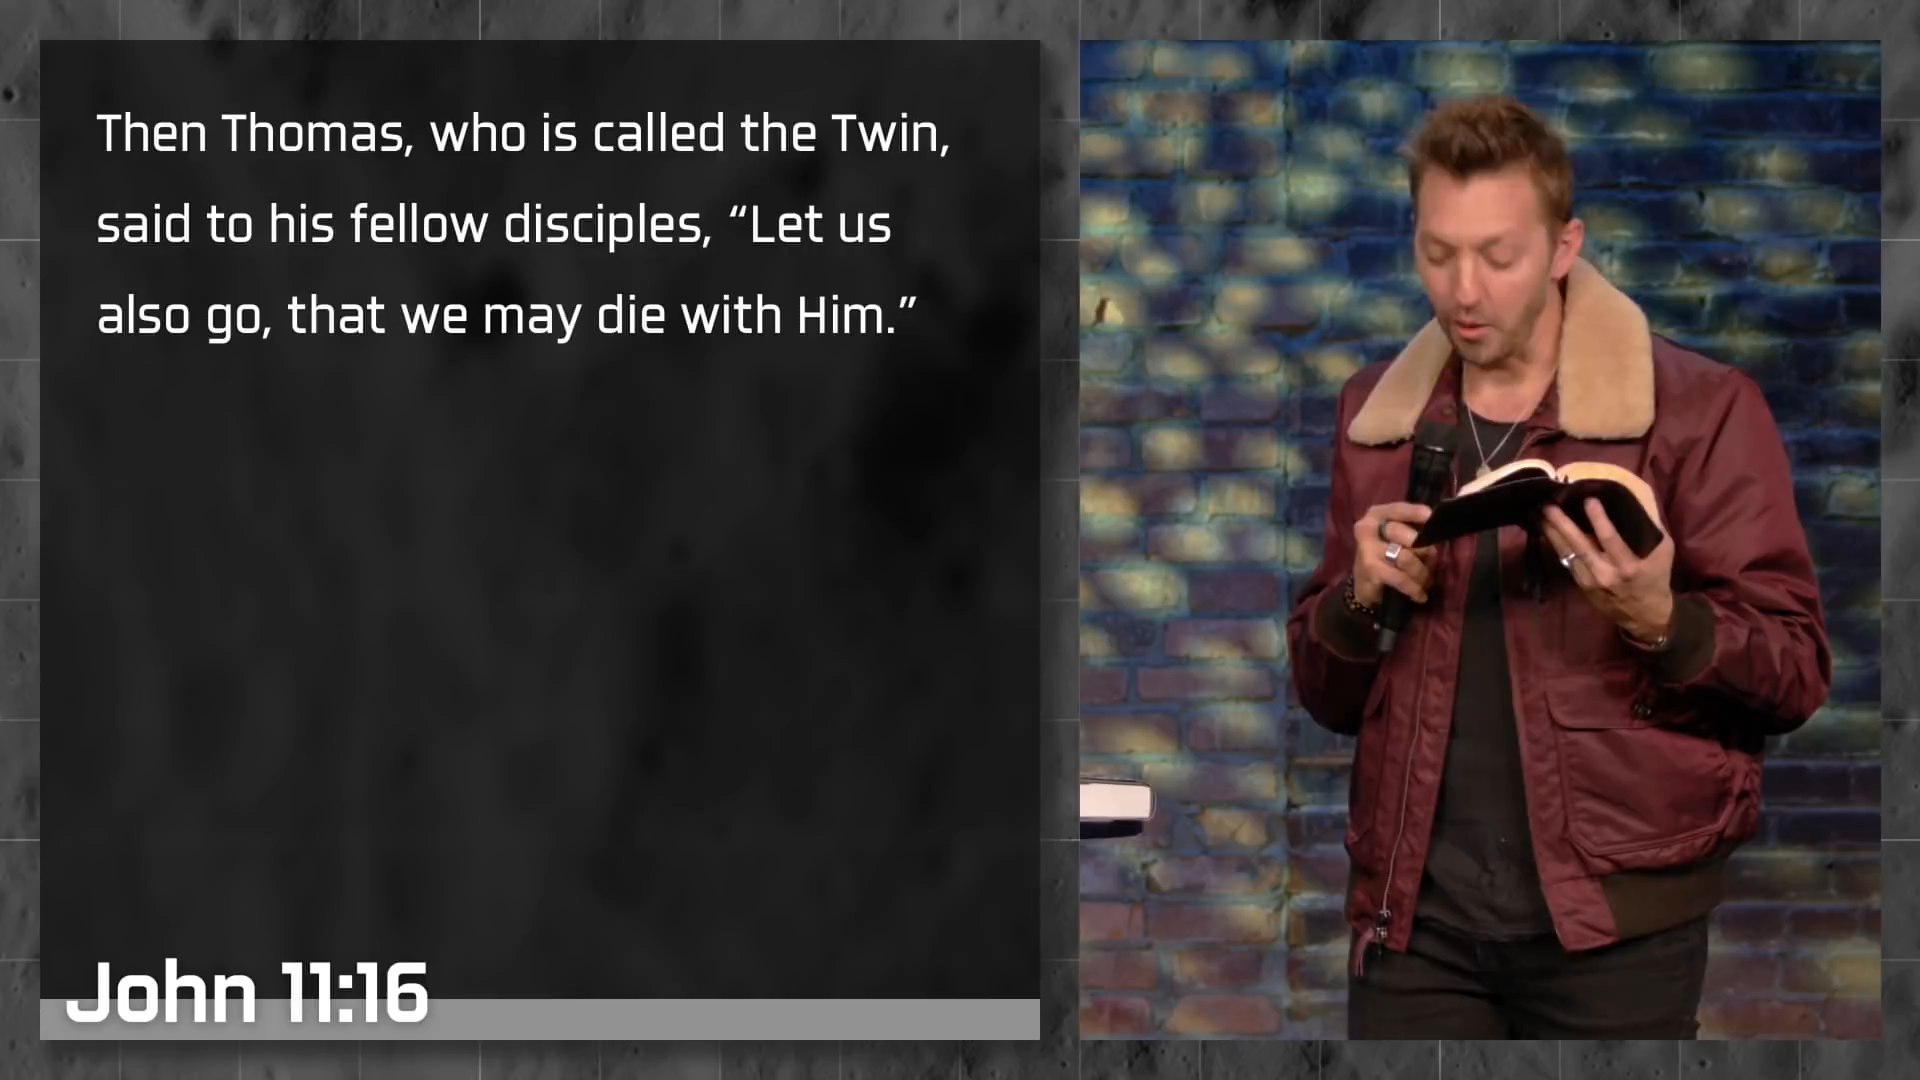 Then Thomas, who is called the Twin,
said to his fellow disciples, “Let us
also go, that we may die with Him.”
John 11:16